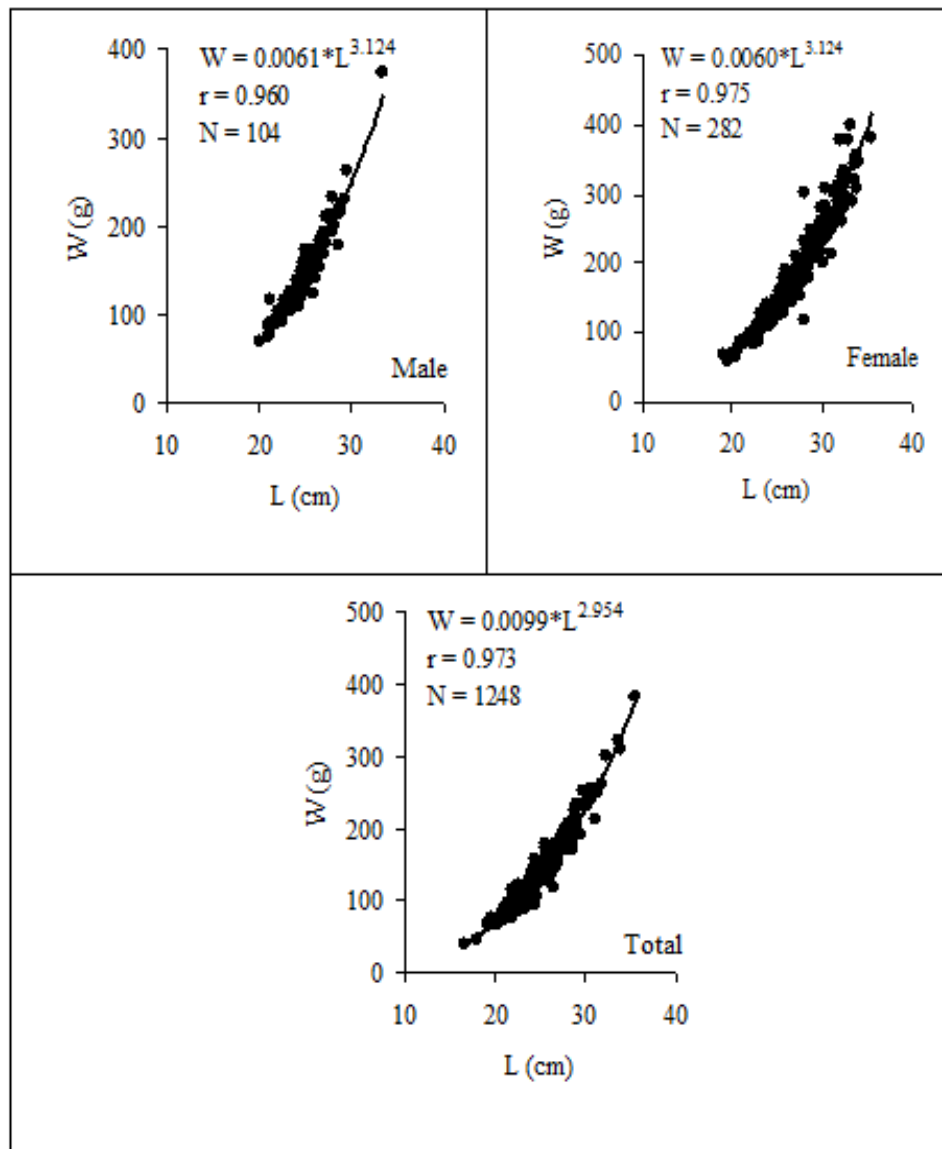 400
300
200
100
0
W (g)
W = 0.0061*L^3.124
r = 0.960
N = 104
Male
10 20 30 40
L (cm)
500
400
300
200
100
0
W (g)
W = 0.0060*L^3.124
r = 0.975
N = 282
Female
10 20 30 40
L (cm)
500
400
300
200
100
0
W (g)
W = 0.0099*L^2.954
r = 0.973
N = 1248
Total
10 20 30 40
L (cm)